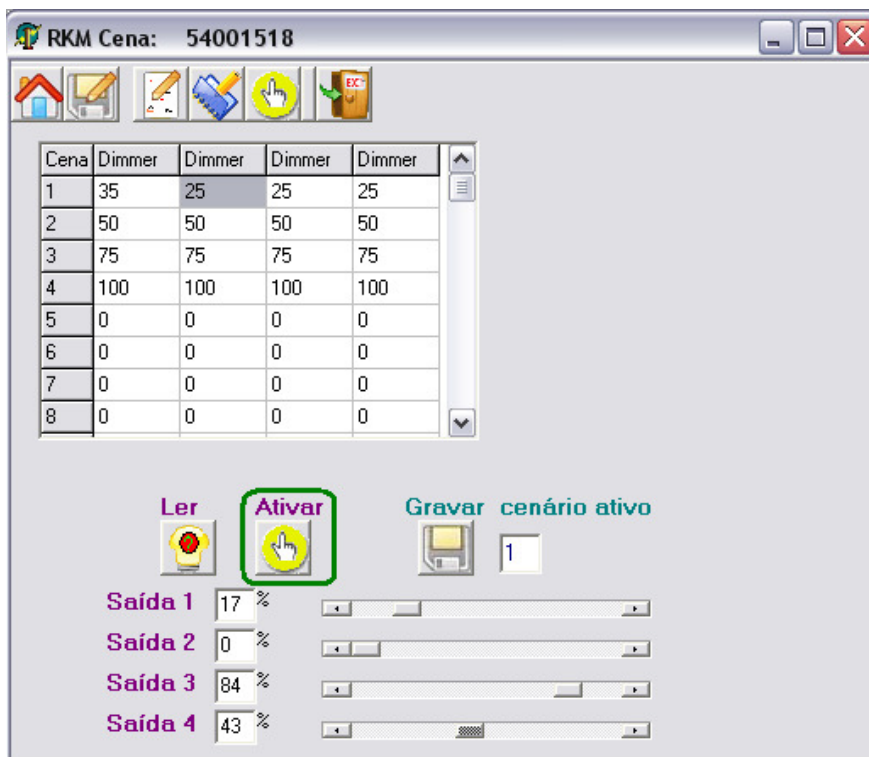 RKM Cena: 54001518
EXIT
Cena Dimmer Dimmer Dimmer Dimmer
1 35 25 25 25
2 50 50 50 50
3 75 75 75 75
4 100 100 100 100
5 0 0 0 0
6 0 0 0 0
7 0 0 0 0
8 0 0 0 0
Ler Ativar Gravar cenário ativo
1
Saída 1 17 %
Saída 2 0 %
Saída 3 84 %
Saída 4 43 %